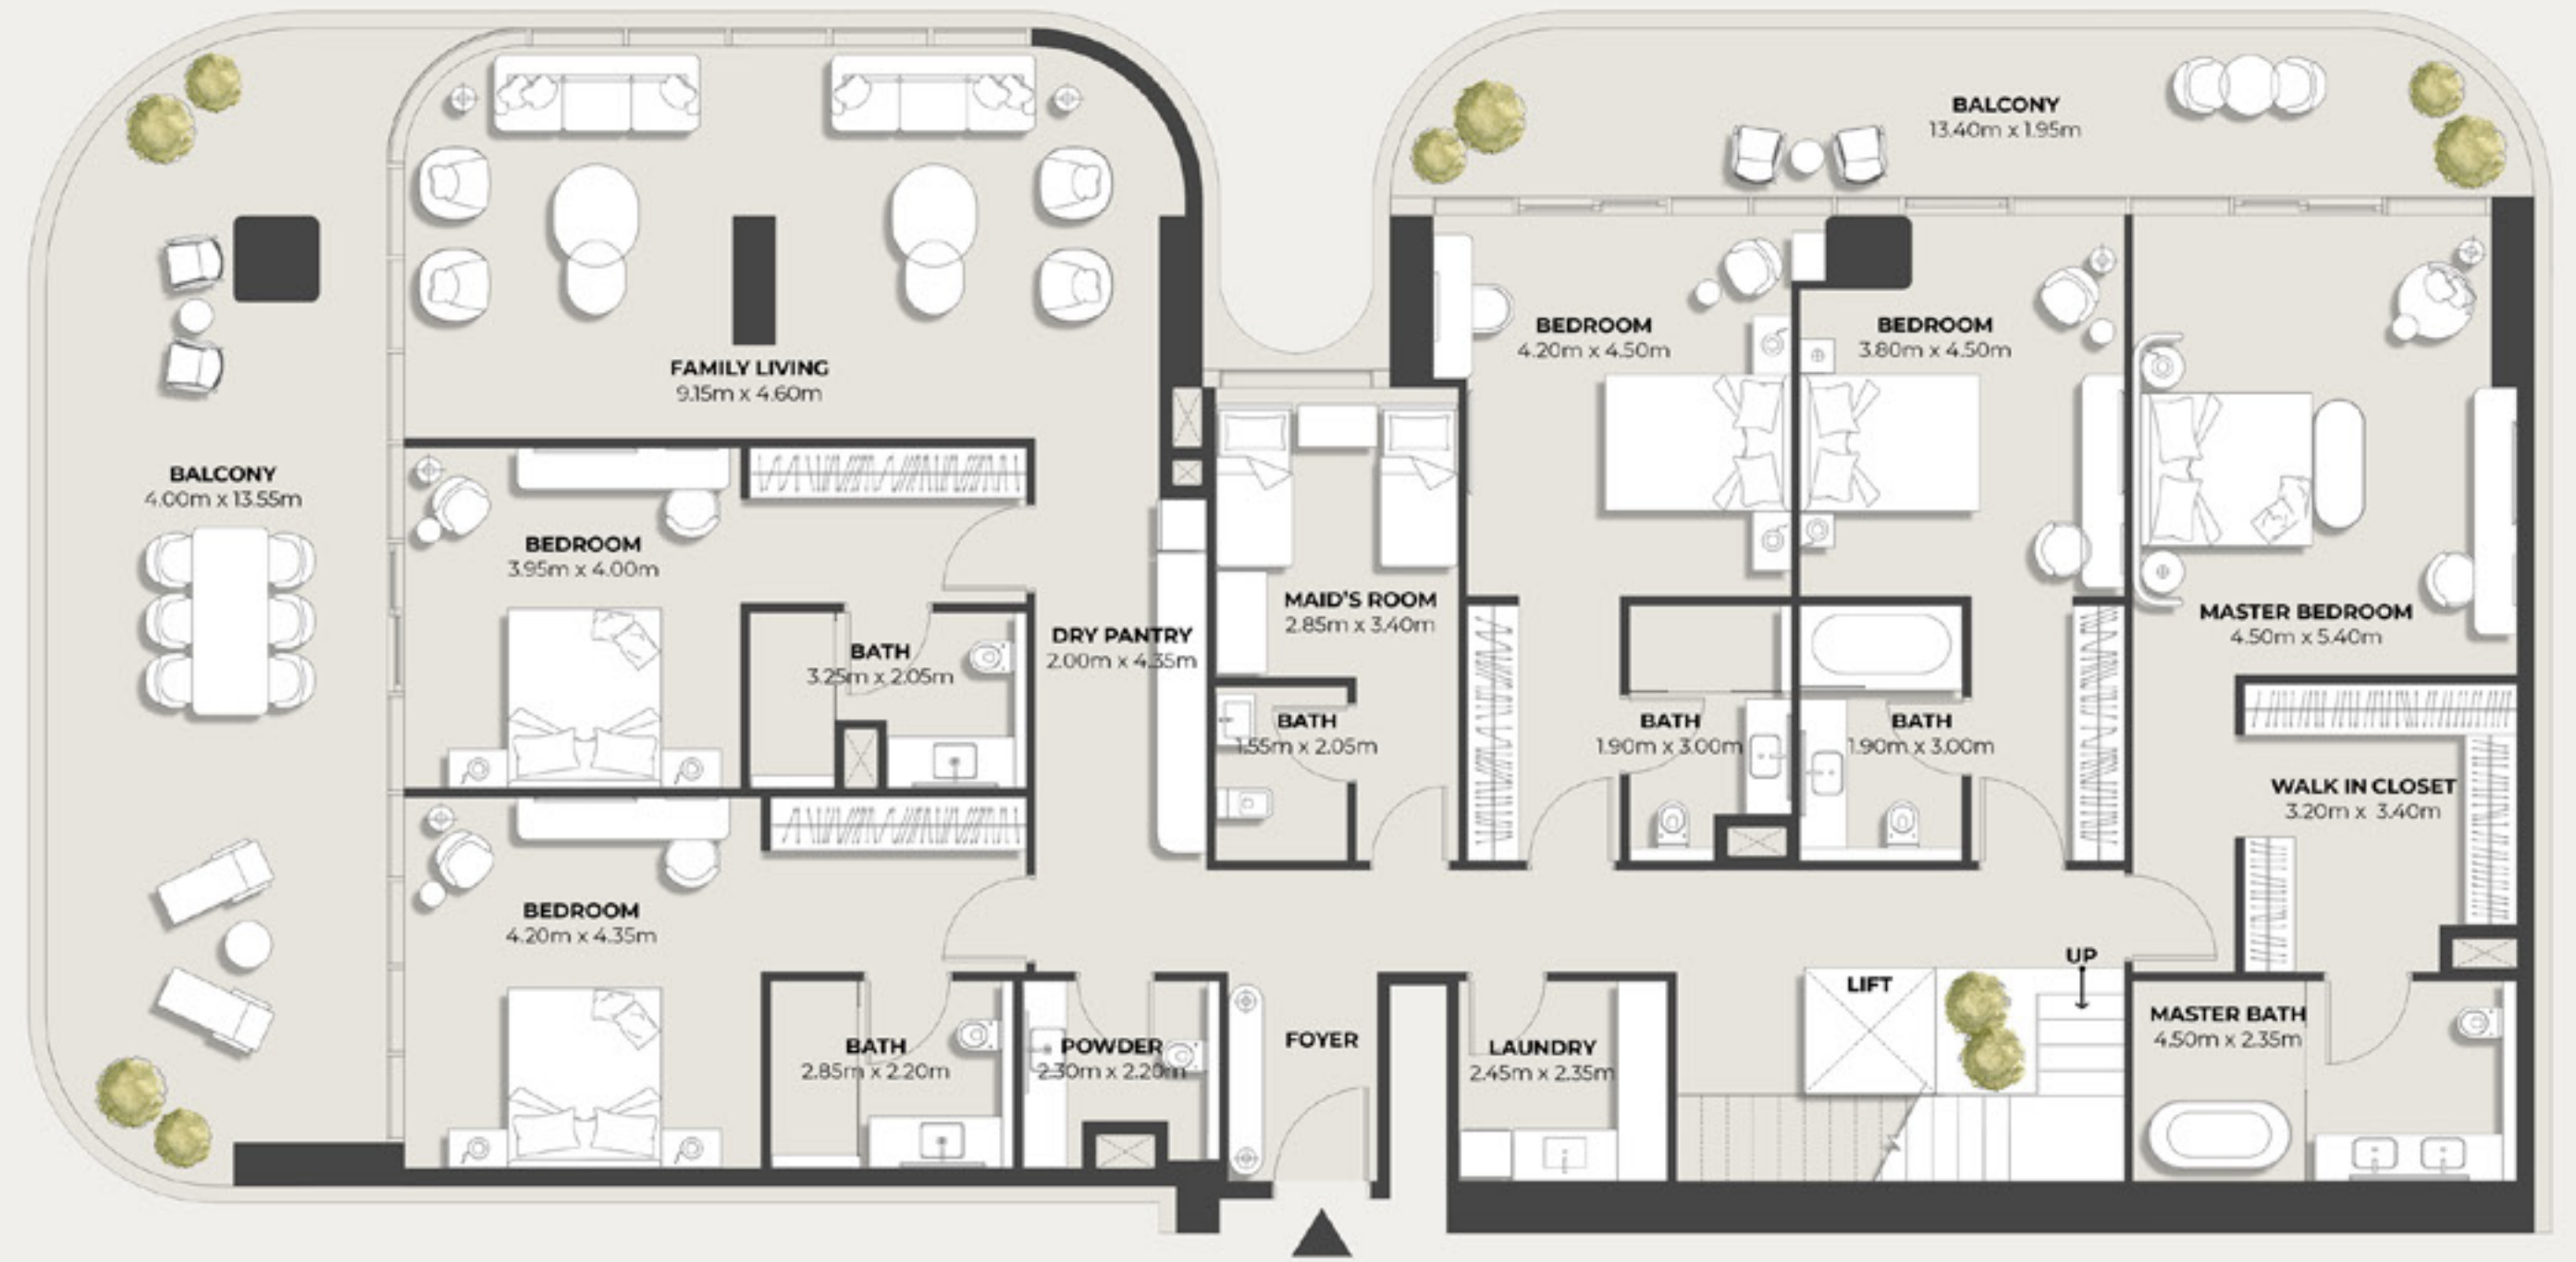 BALCONY
13.40m x 1.95m
BEDROOM
4.20m x 4.50m
BEDROOM
3.80m x 4.50m
FAMILY LIVING
9.15m x 4.60m
BALCONY
4.00m x 13.55m
BEDROOM
3.95m x 4.00m
MAID'S ROOM
2.85m x 3.40m
MASTER BEDROOM
4.50m x 5.40m
DRY PANTRY
2.00m x 4.35m
BATH
3.25m x 2.05m
BATH
1.55m x 2.05m
BATH
1.90m x 3.00m
BATH
1.90m x 3.00m
WALK IN CLOSET
3.20m x 3.40m
BEDROOM
4.20m x 4.35m
UP
LIFT
MASTER BATH
4.50m x 2.35m
BATH
2.85m x 2.20m
POWDER
2.30m x 2.20m
FOYER
LAUNDRY
2.45m x 2.35m